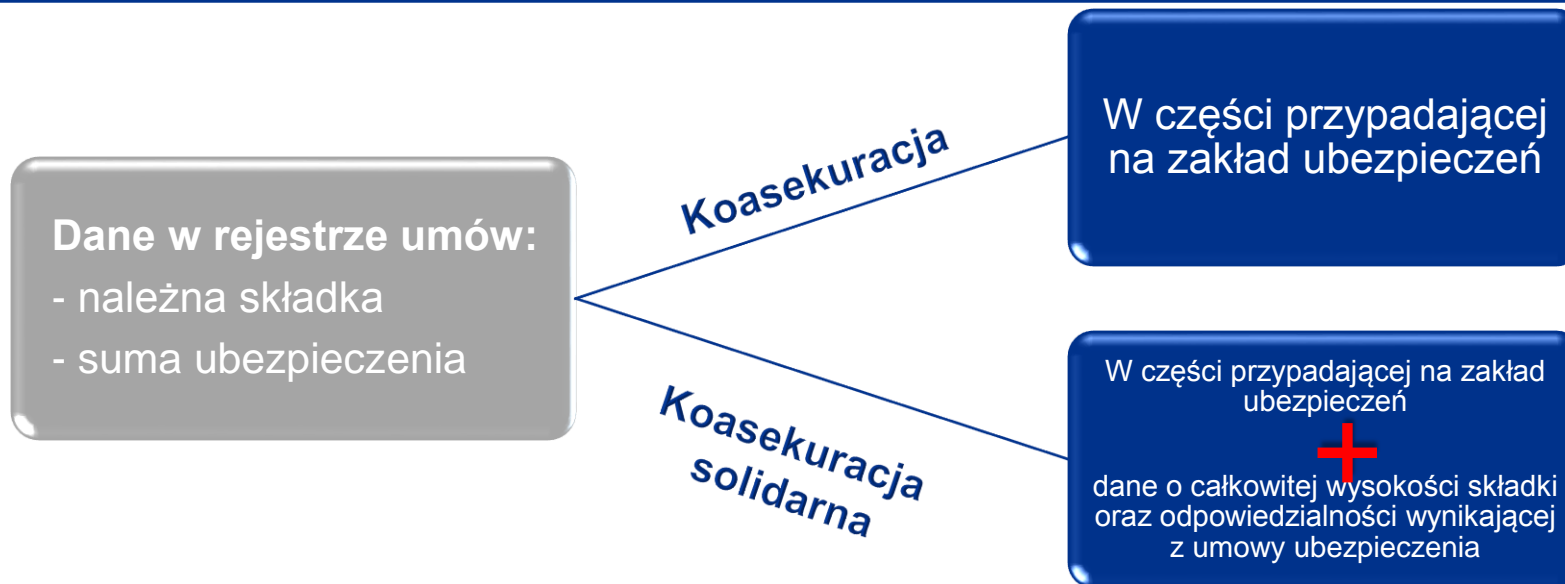 Dane w rejestrze umów:
- należna składka
- suma ubezpieczenia
Koasekuracja
W części przypadającej
na zakład ubezpieczeń
Koasekuracja
solidarna
W części przypadającej na zakład
ubezpieczeń
+
dane o całkowitej wysokości składki
oraz odpowiedzialności wynikającej
z umowy ubezpieczenia